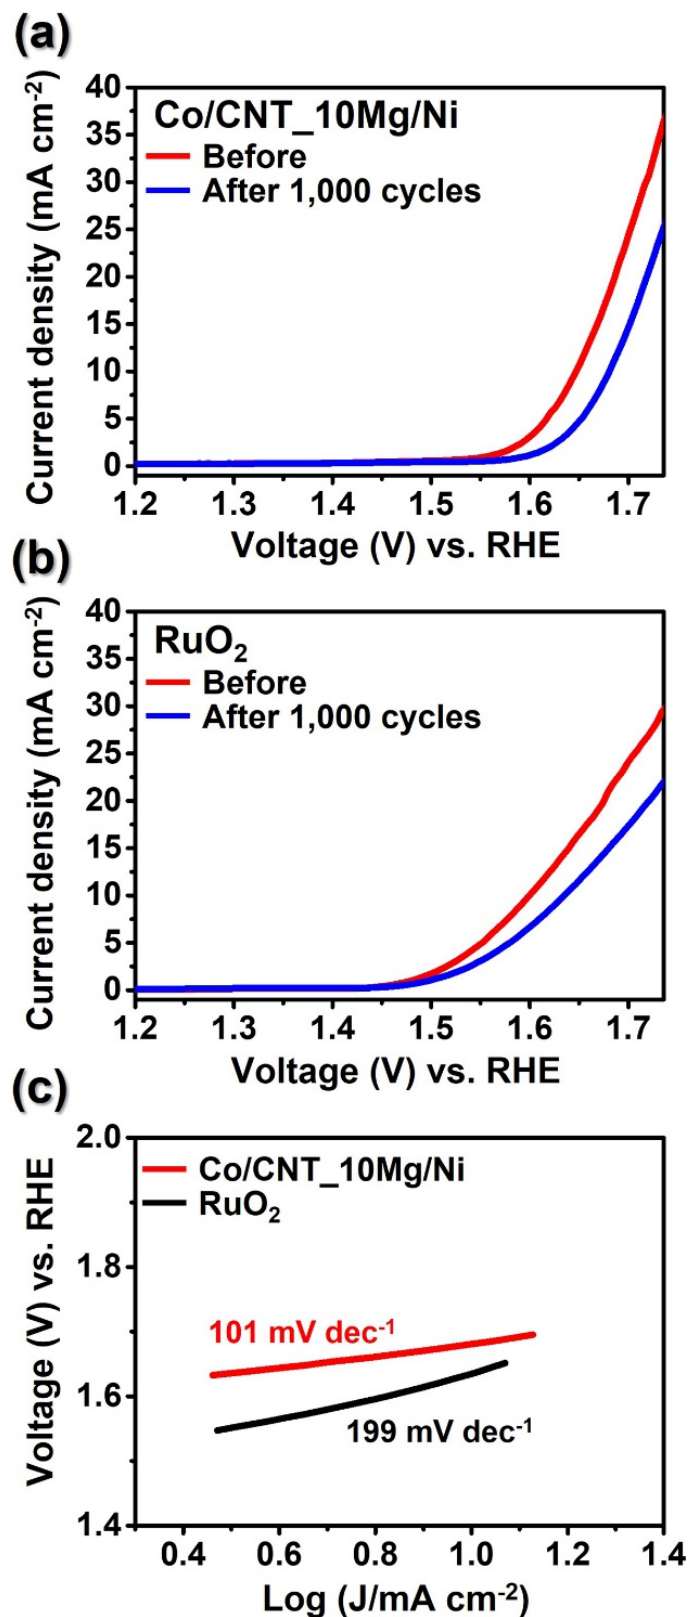 (a)
Co/CNT_10Mg/Ni
Before
After 1,000 cycles
Current density (mA cm⁻²)
40
35
30
25
20
15
10
5
0
1.2 1.3 1.4 1.5 1.6 1.7
Voltage (V) vs. RHE
(b)
RuO₂
Before
After 1,000 cycles
Current density (mA cm⁻²)
40
35
30
25
20
15
10
5
0
1.2 1.3 1.4 1.5 1.6 1.7
Voltage (V) vs. RHE
(c)
Co/CNT_10Mg/Ni
RuO₂
Voltage (V) vs. RHE
2.0
1.8
1.6
1.4
101 mV dec⁻¹
199 mV dec⁻¹
0.4 0.6 0.8 1.0 1.2 1.4
Log (J/mA cm⁻²)